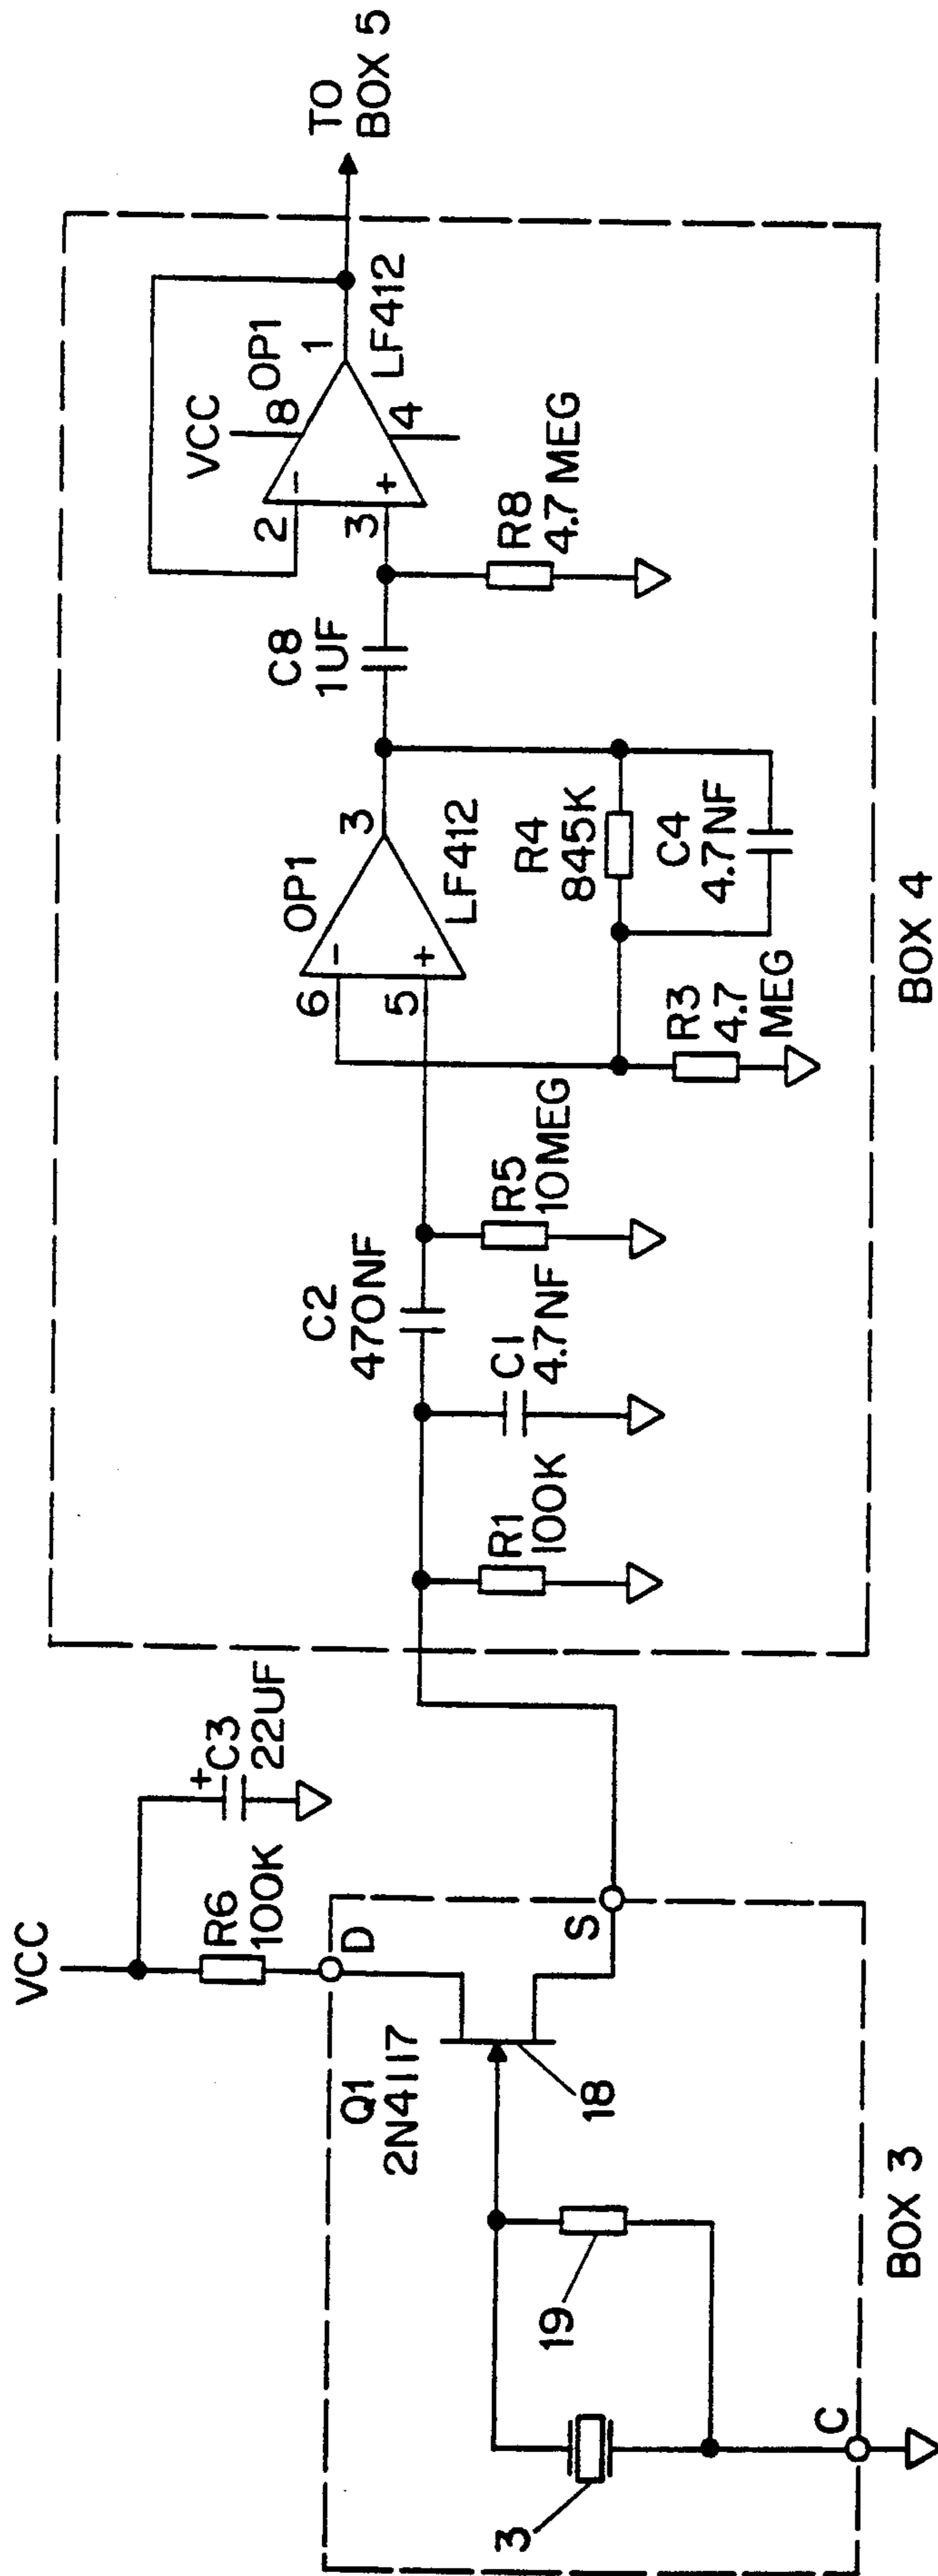 VCC
R6
100K
+
C3
22UF
D
Q1
2N4117
18
S
19
3
C
BOX 3
R1
100K
C1
4.7NF
C2
470NF
R5
10MEG
6
5
-
+
OP1
3
LF412
R3
4.7
MEG
R4
845K
C4
4.7NF
C8
1UF
R8
4.7 MEG
2
3
-
+
VCC
8
OP1
1
LF412
4
TO
BOX 5
BOX 4